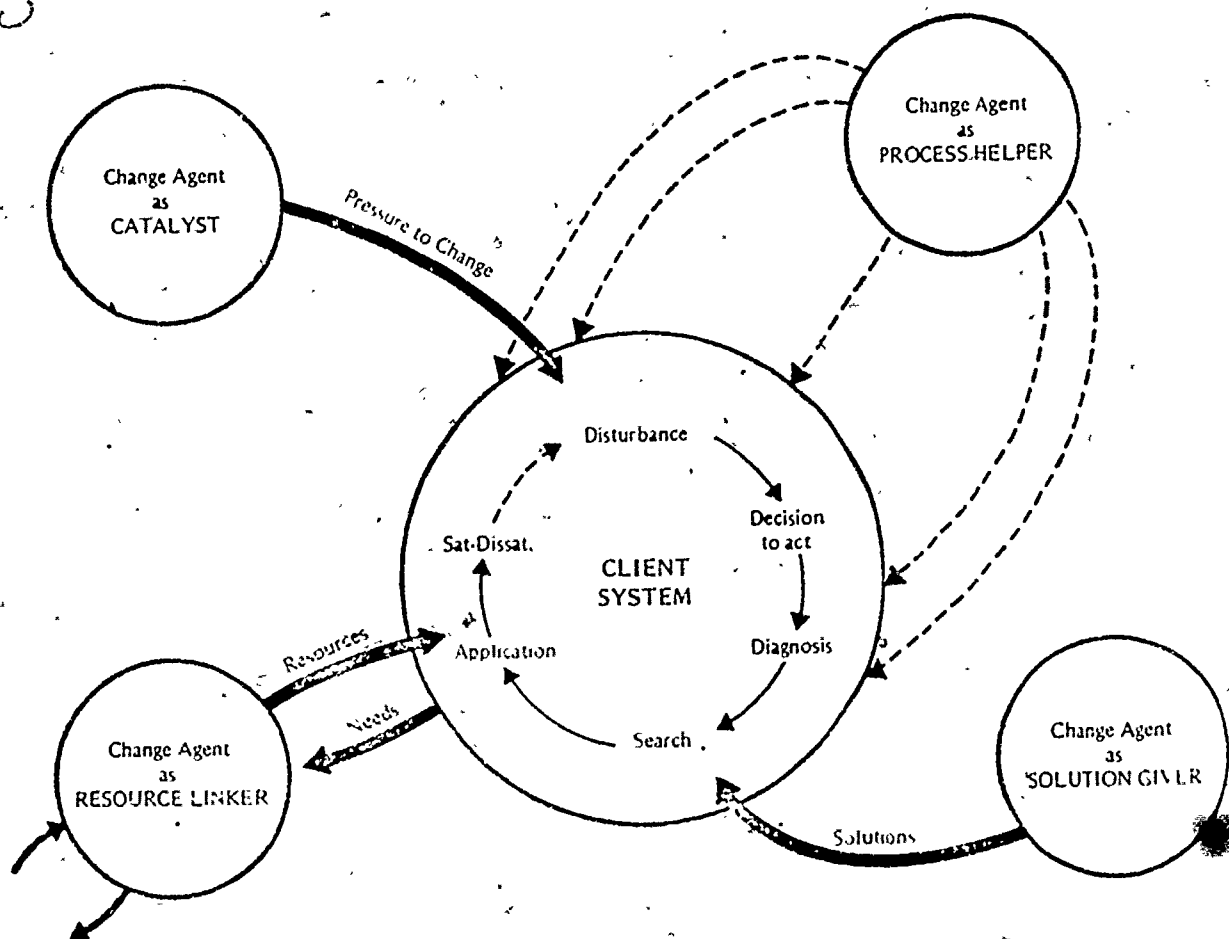 Change Agent
as
CATALYST
Change Agent
as
PROCESS HELPER
Pressure to Change
Disturbance
Decision
to act
Sat-Dissat.
CLIENT
SYSTEM
Diagnosis
Application
Resources
Needs
Search
Change Agent
as
RESOURCE LINKER
Change Agent
as
SOLUTION GIVER
Solutions